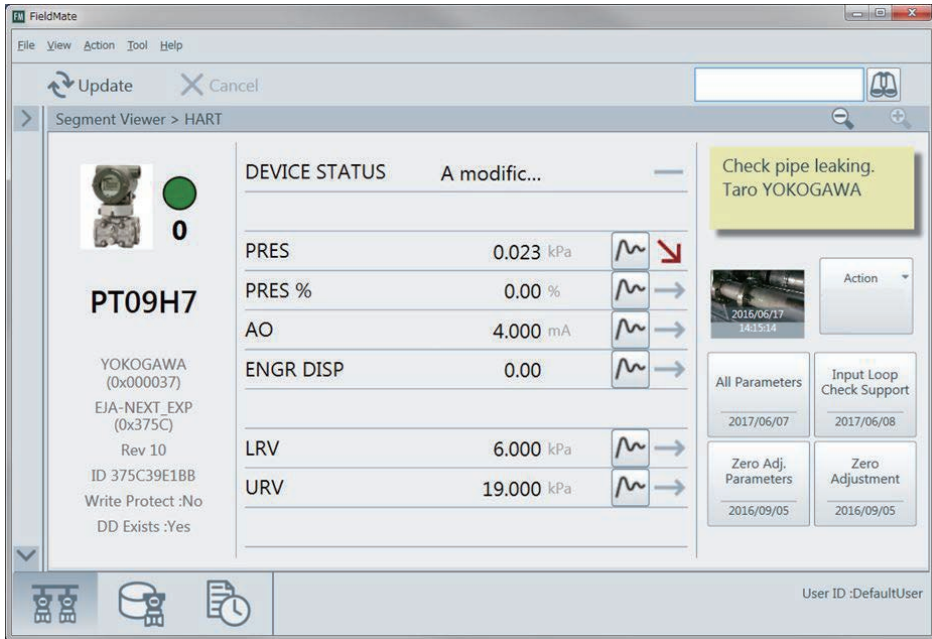 FM FieldMate
File View Action Tool Help
Update Cancel
Segment Viewer > HART
0
PT09H7
YOKOGAWA
(0x000037)
EJA-NEXT_EXP
(0x375C)
Rev 10
ID 375C39E1BB
Write Protect :No
DD Exists :Yes
DEVICE STATUS A modific...
PRES 0.023 kPa
PRES % 0.00 %
AO 4.000 mA
ENGR DISP 0.00
LRV 6.000 kPa
URV 19.000 kPa
Check pipe leaking.
Taro YOKOGAWA
2016/06/17
14:15:14
Action
All Parameters
2017/06/07
Input Loop
Check Support
2017/06/08
Zero Adj.
Parameters
2016/09/05
Zero
Adjustment
2016/09/05
User ID :DefaultUser